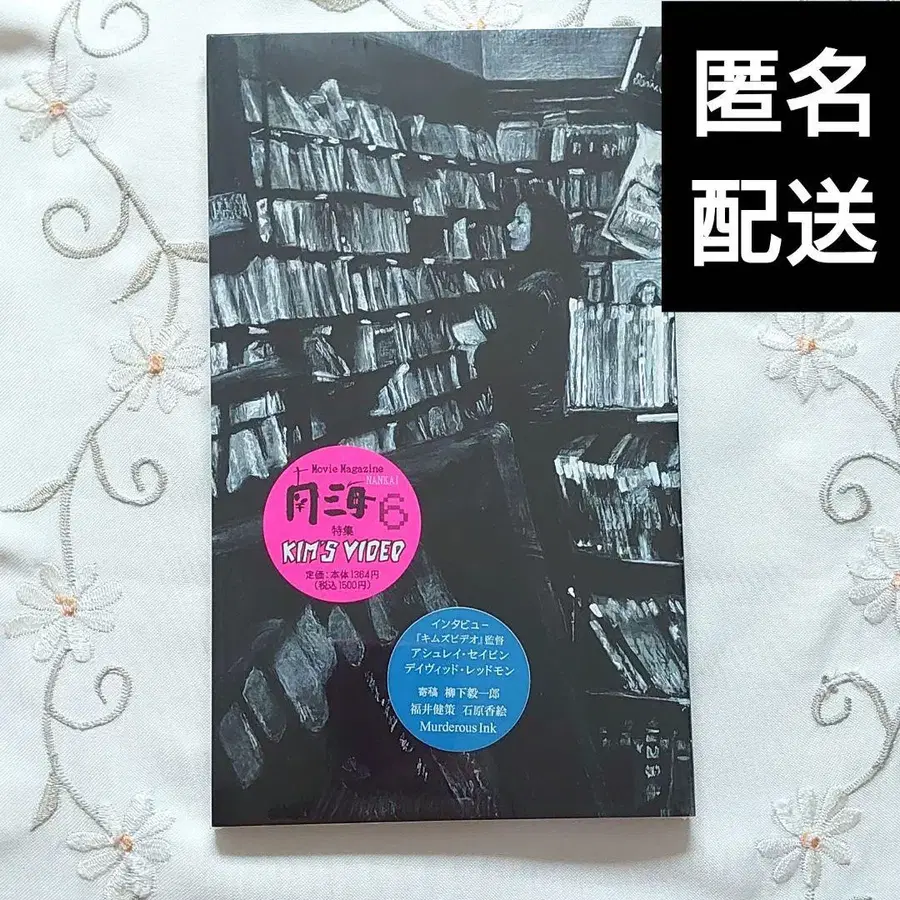 匿名
配送
Movie Magazine
NANKAI
南海6
特集
KIM'S VIDEO
定価:本体1364円
(税込1500円)
インタビュー
『キムズビデオ』監督
アシュレイ・セイビン
デイヴィッド・レッドモン
寄稿 柳下毅一郎
福井健策 石原香絵
Murderous Ink